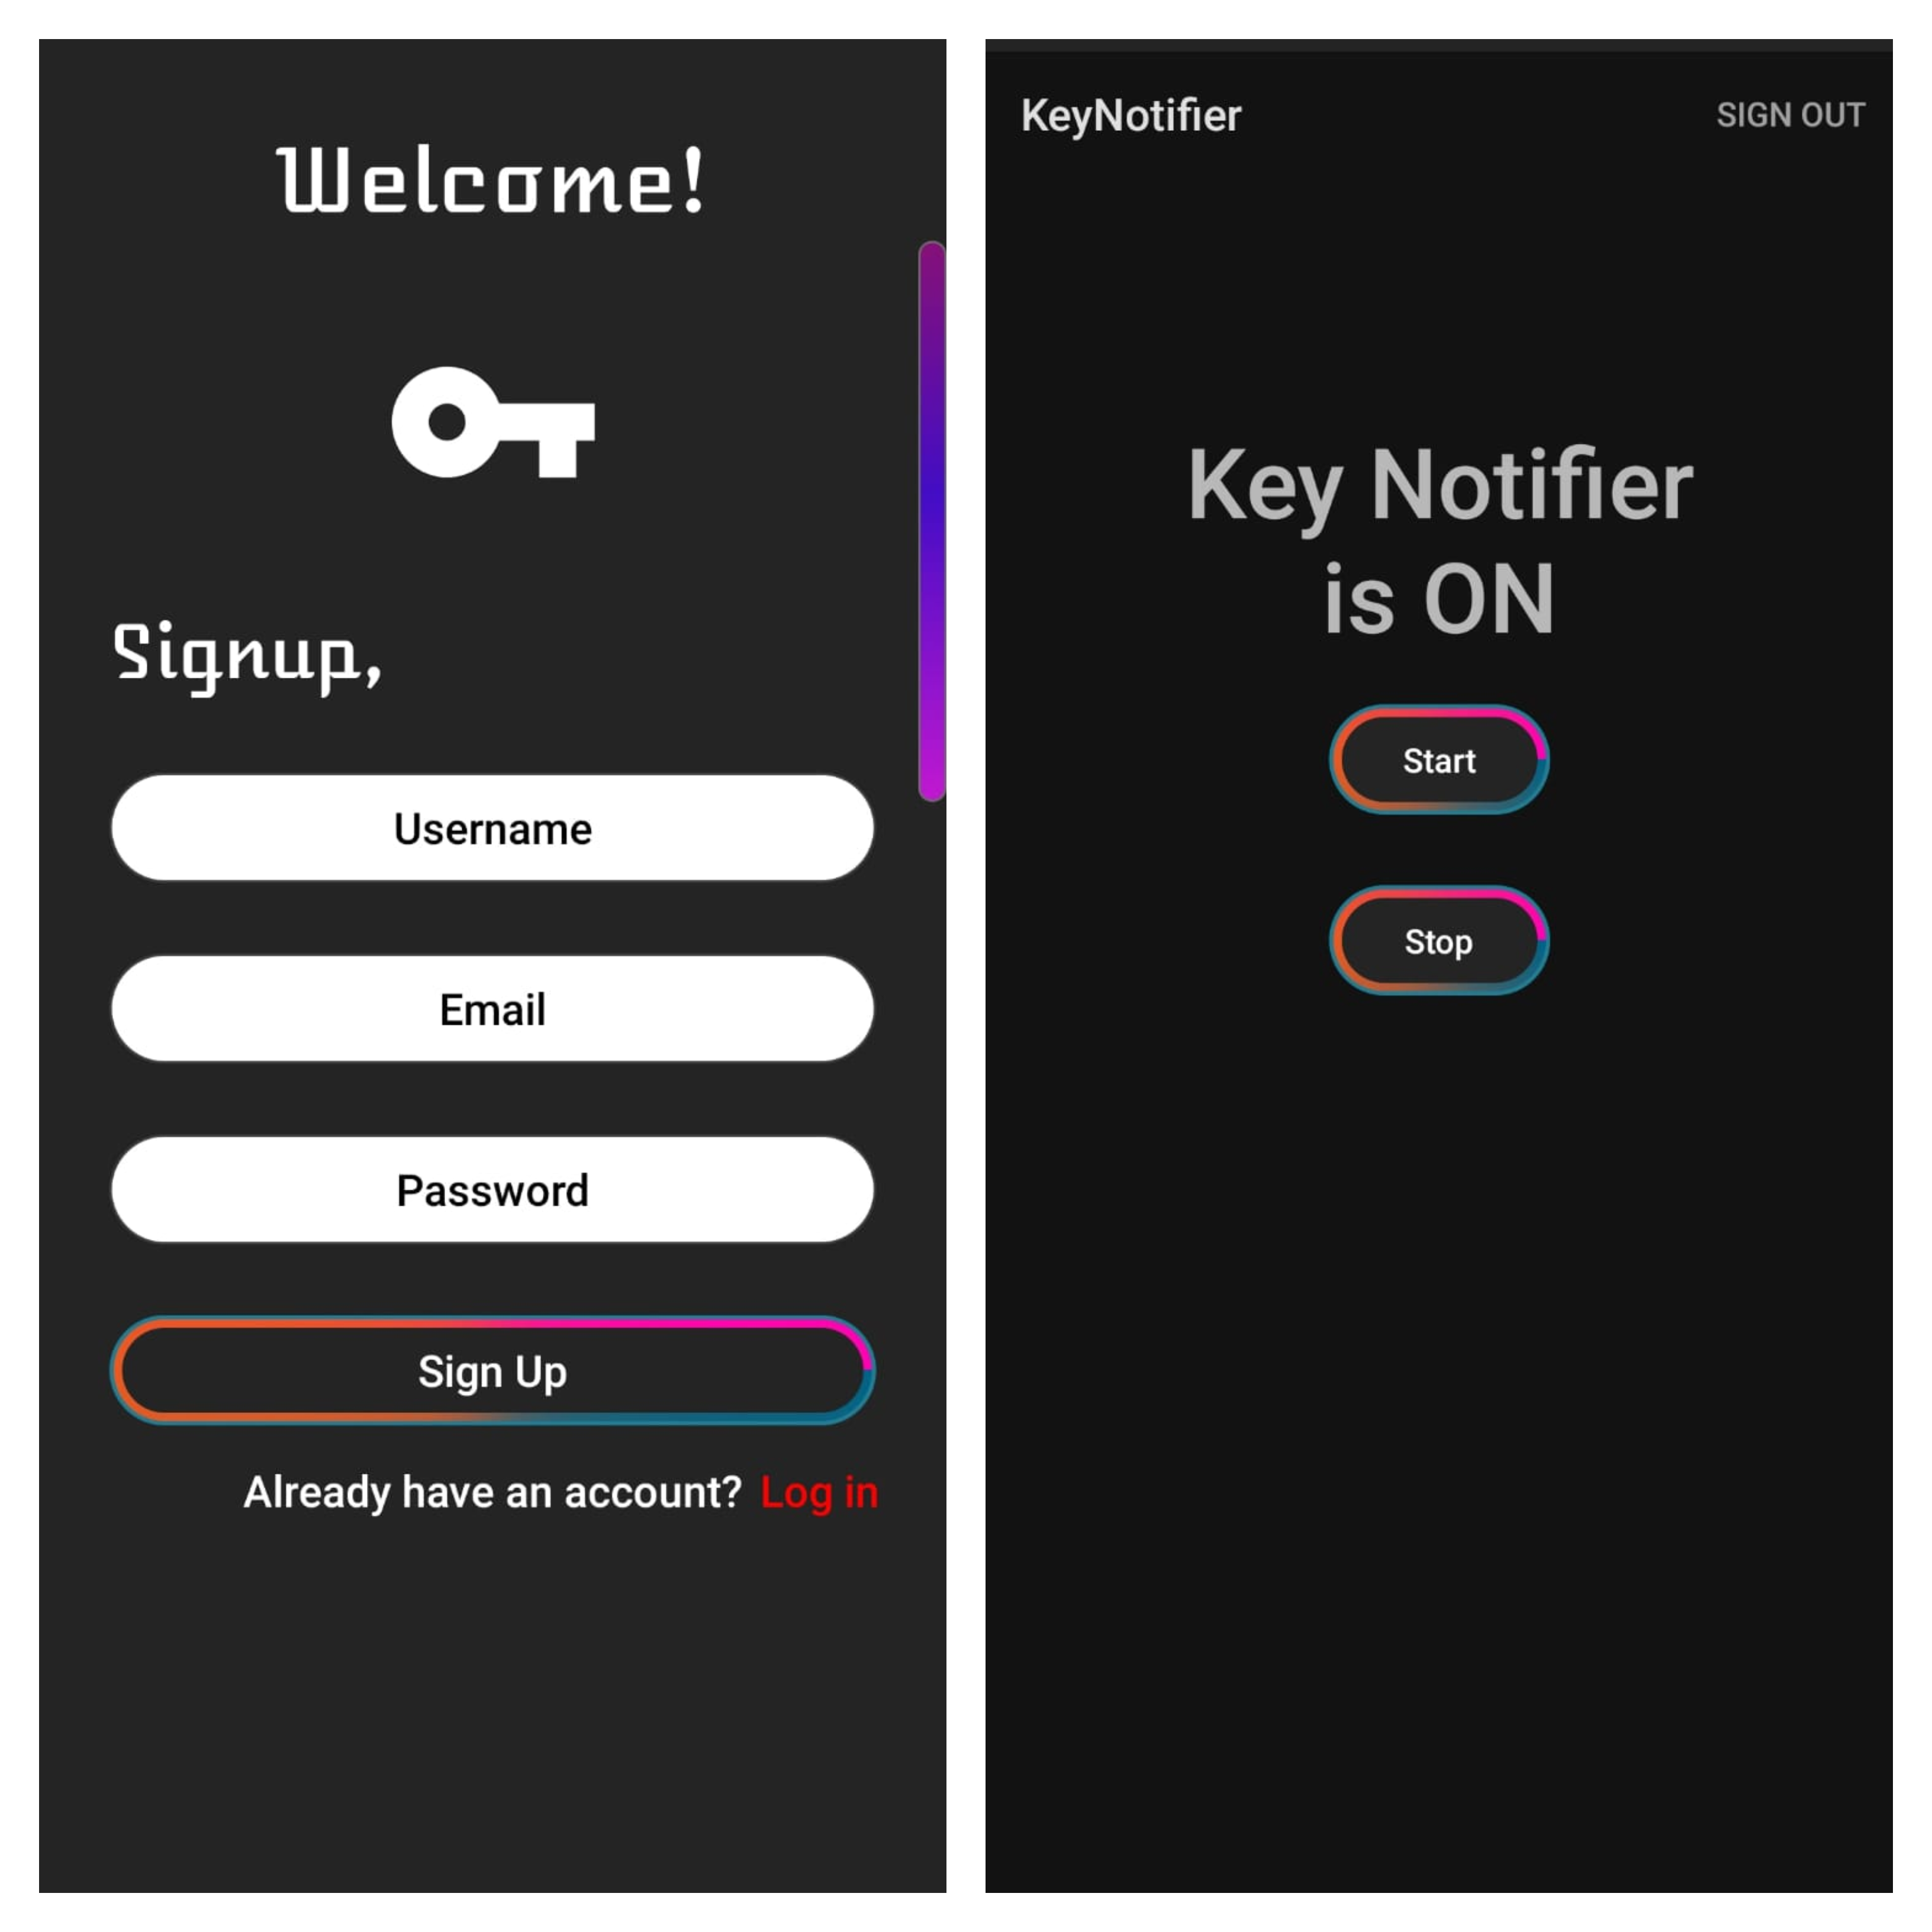 Welcome!
Signup,
Username
Email
Password
Sign Up
Already have an account? Log in
KeyNotifier
SIGN OUT
Key Notifier
is ON
Start
Stop